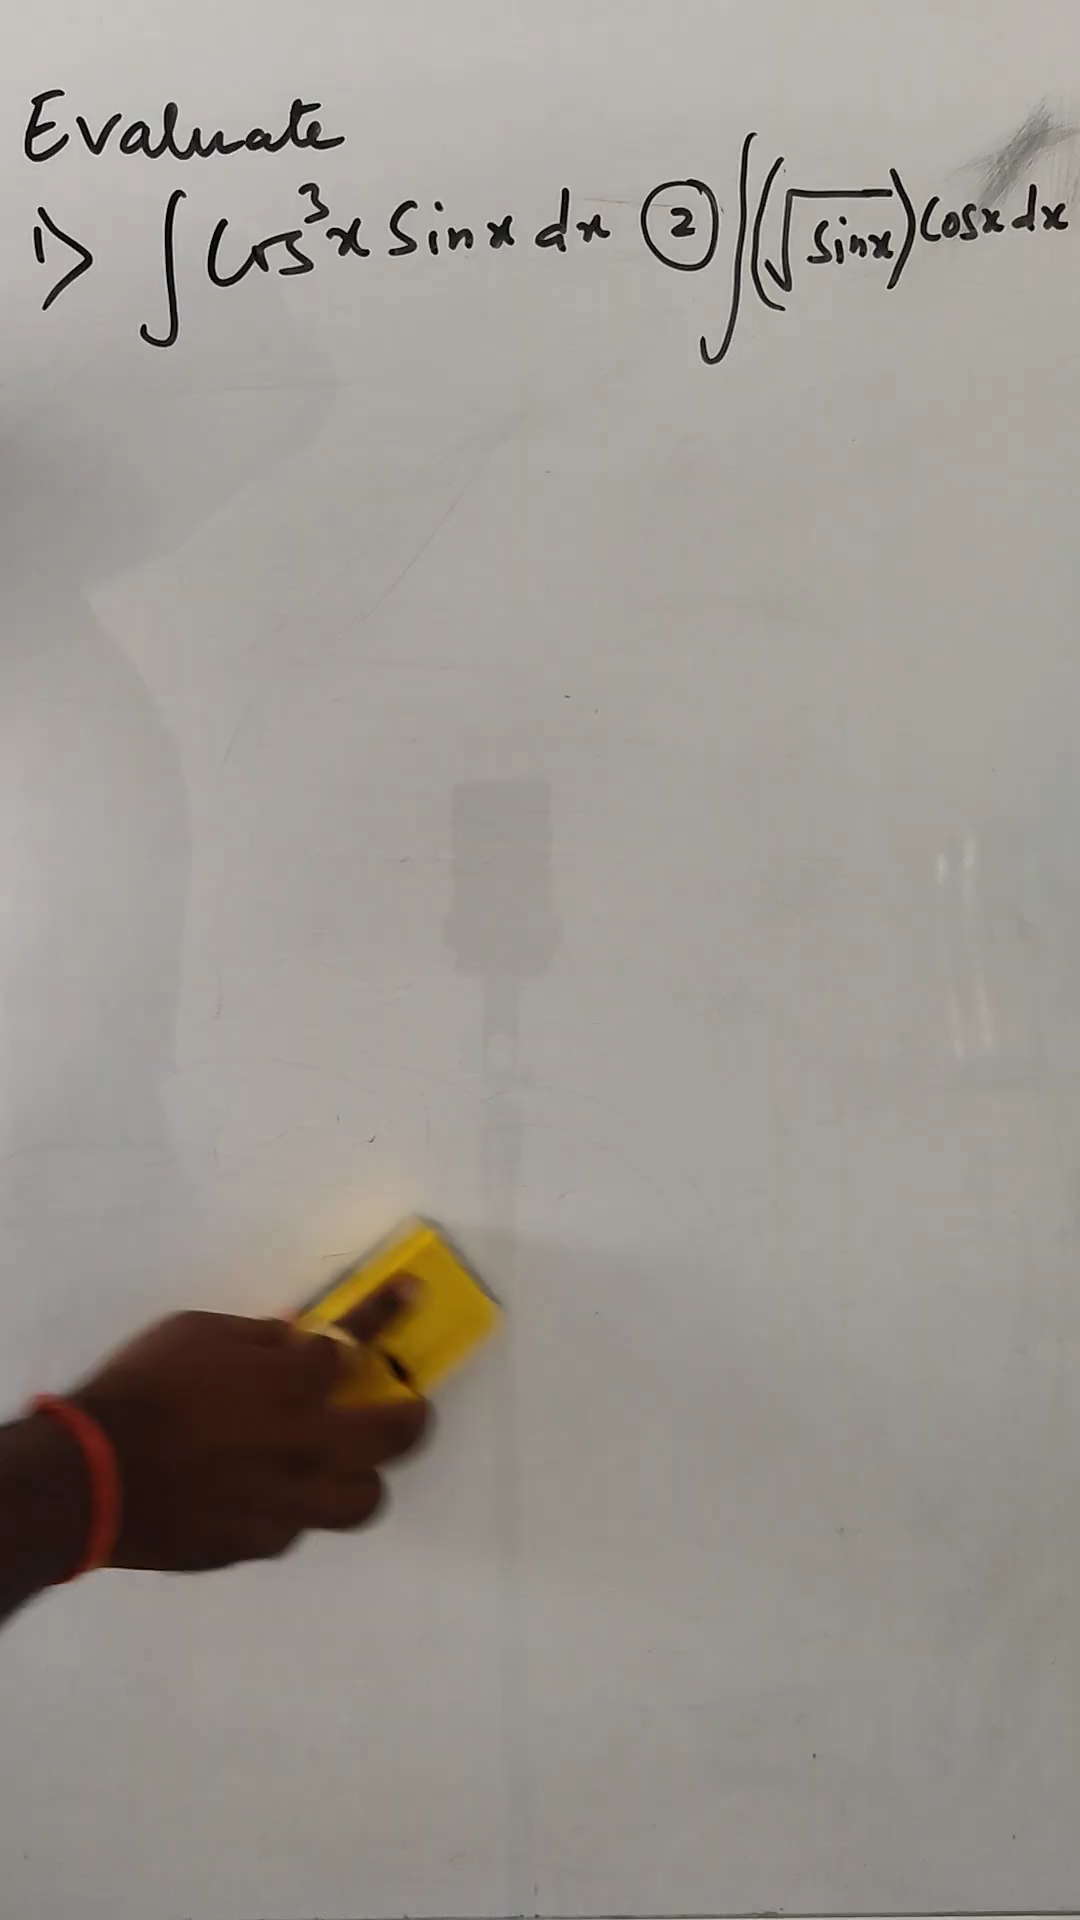 Evaluate
1) ∫ Cos³x Sinx dx ② ∫(√Sinx) Cosx dx